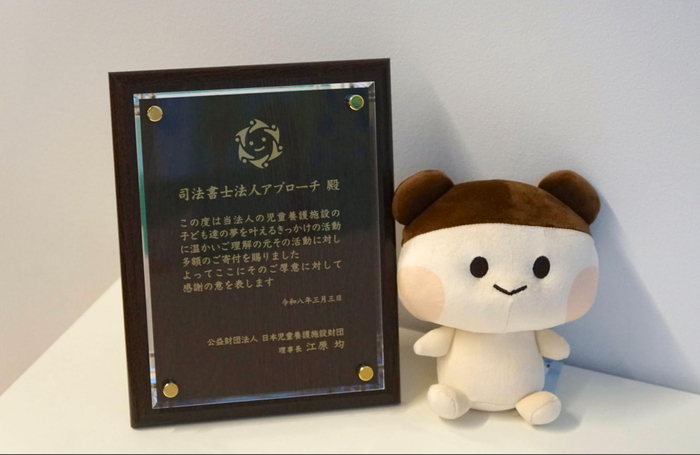 司法書士法人アプローチ 殿
この度は当法人の児童養護施設の
子ども達の夢を叶えるきっかけの活動
に温かいご理解の元その活動に対し
多額のご寄付を賜りました
よってここにそのご厚意に対して
感謝の意を表します
令和八年三月三日
公益財団法人 日本児童養護施設財団
理事長 江原 均